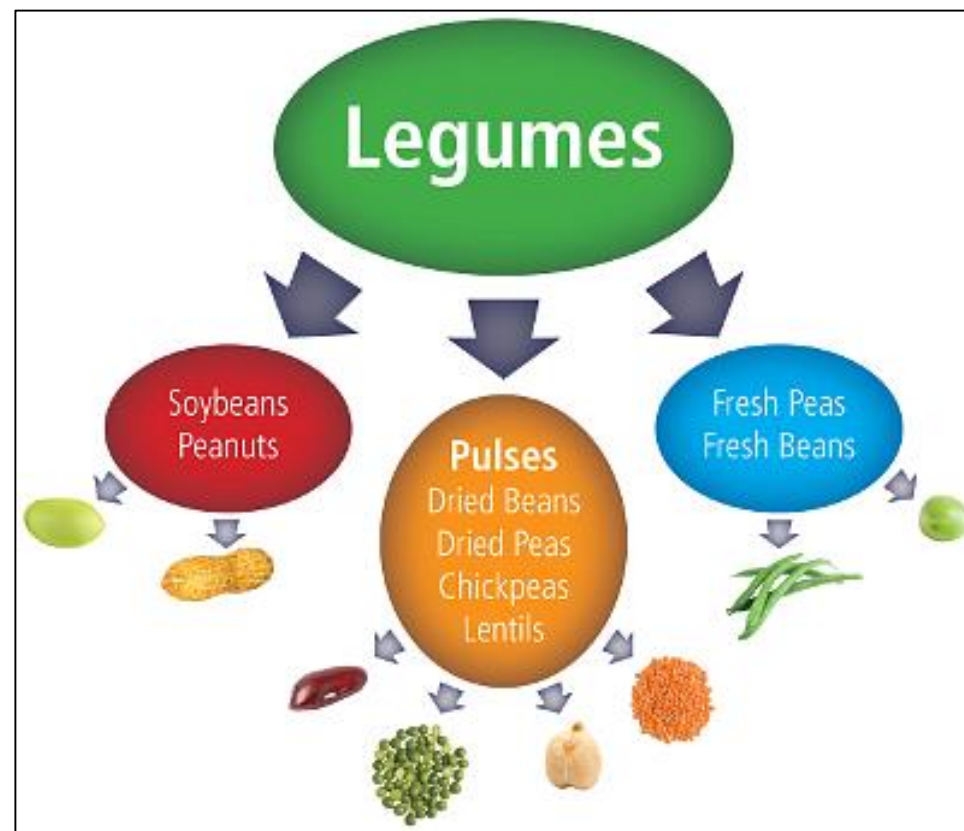 Legumes
Soybeans
Peanuts
Pulses
Dried Beans
Dried Peas
Chickpeas
Lentils
Fresh Peas
Fresh Beans